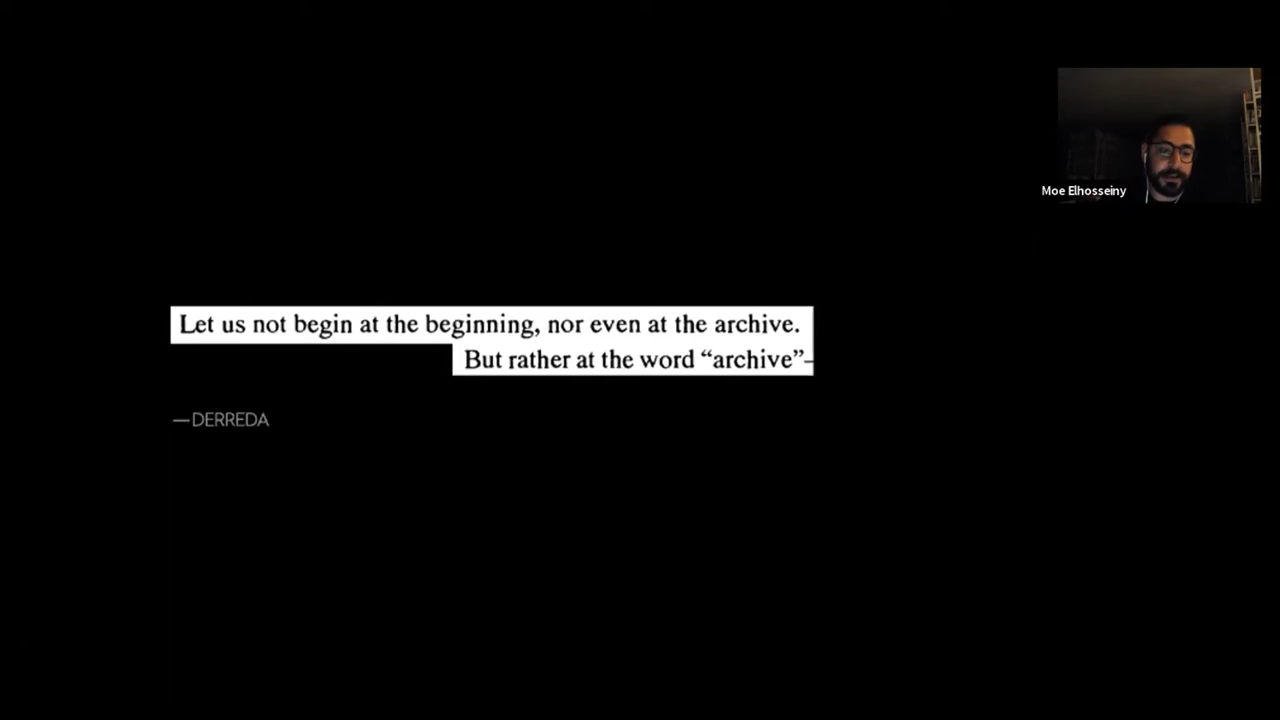 Let us not begin at the beginning, nor even at the archive.
But rather at the word “archive”–
—DERREDA
Moe Elhosseiny